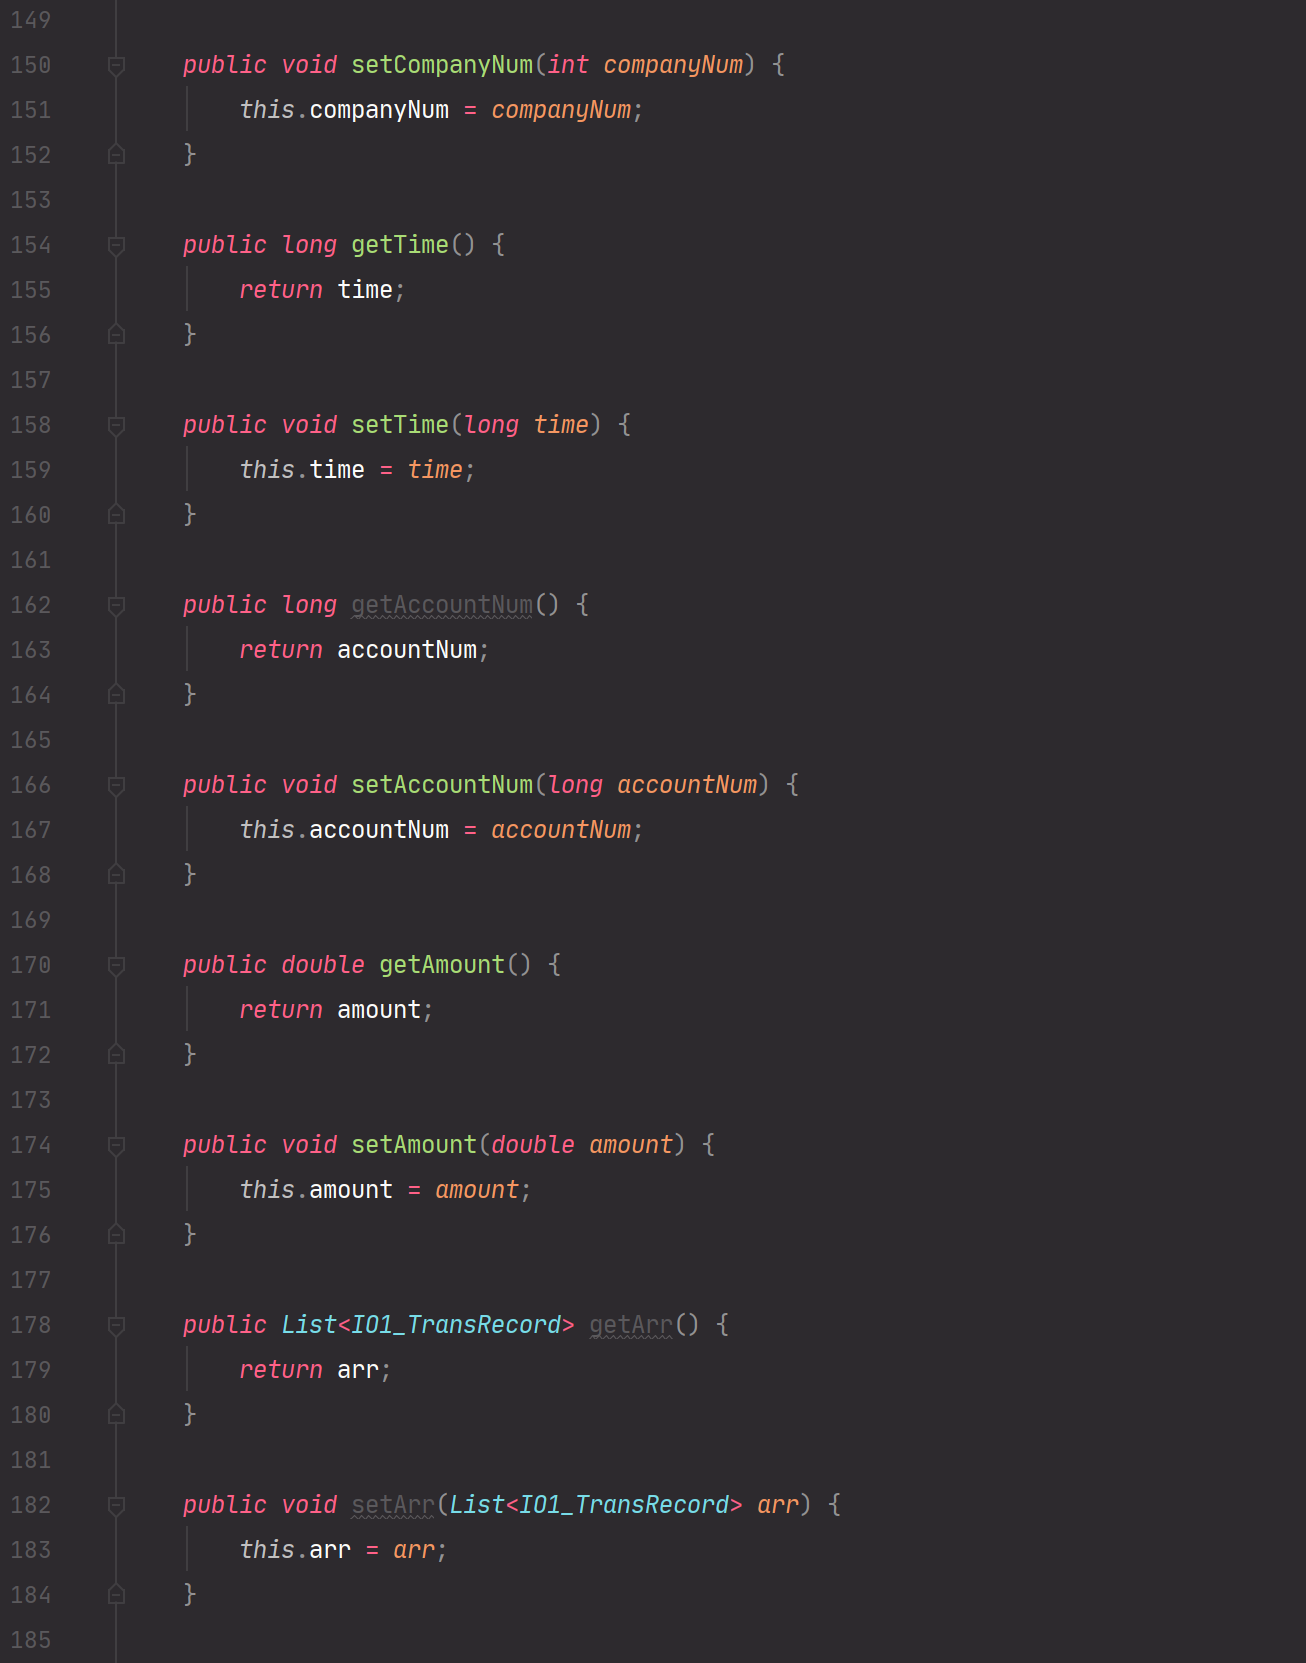 149
150 public void setCompanyNum(int companyNum) {
151 this.companyNum = companyNum;
152 }
153
154 public long getTime() {
155 return time;
156 }
157
158 public void setTime(long time) {
159 this.time = time;
160 }
161
162 public long getAccountNum() {
163 return accountNum;
164 }
165
166 public void setAccountNum(long accountNum) {
167 this.accountNum = accountNum;
168 }
169
170 public double getAmount() {
171 return amount;
172 }
173
174 public void setAmount(double amount) {
175 this.amount = amount;
176 }
177
178 public List<IO1_TransRecord> getArr() {
179 return arr;
180 }
181
182 public void setArr(List<IO1_TransRecord> arr) {
183 this.arr = arr;
184 }
185